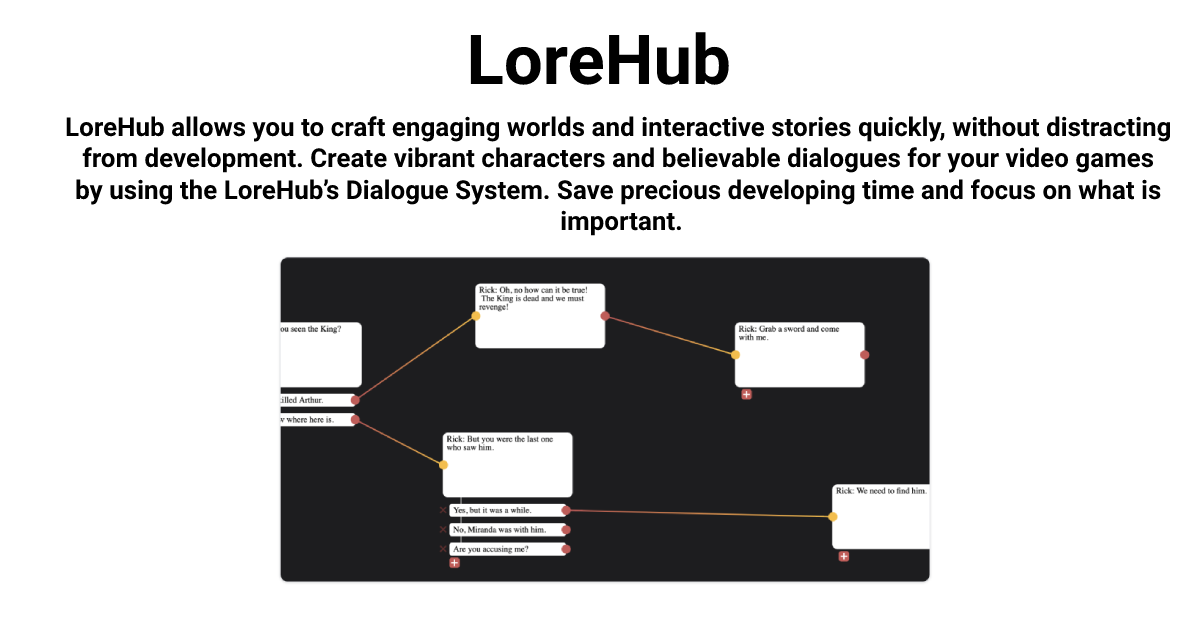 LoreHub
LoreHub allows you to craft engaging worlds and interactive stories quickly, without distracting
from development. Create vibrant characters and believable dialogues for your video games
by using the LoreHub’s Dialogue System. Save precious developing time and focus on what is
important.
Rick: Oh, no how can it be true!
The King is dead and we must
revenge!
ou seen the King?
illed Arthur.
where here is.
Rick: Grab a sword and come
with me.
Rick: But you were the last one
who saw him.
Yes, but it was a while.
No, Miranda was with him.
Are you accusing me?
Rick: We need to find him.